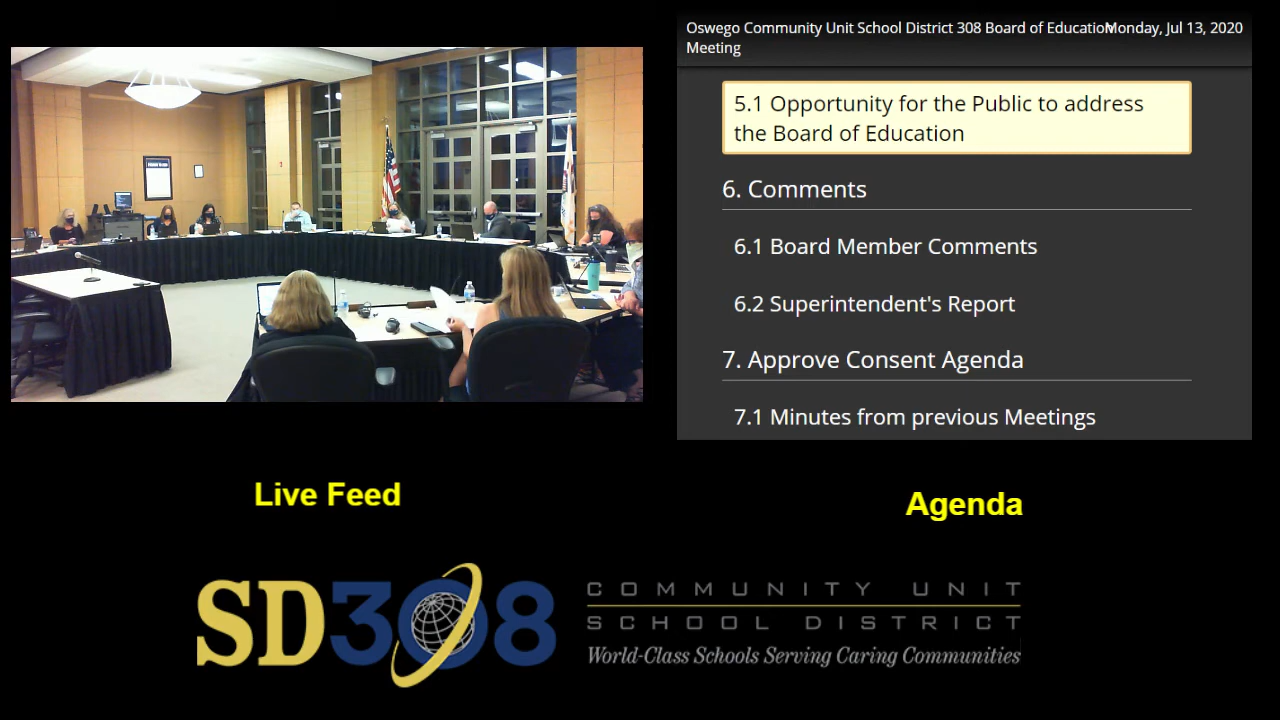 Oswego Community Unit School District 308 Board of Education
Monday, Jul 13, 2020
Meeting
5.1 Opportunity for the Public to address
the Board of Education
6. Comments
6.1 Board Member Comments
6.2 Superintendent's Report
7. Approve Consent Agenda
7.1 Minutes from previous Meetings
Live Feed
Agenda
SD308
COMMUNITY UNIT
SCHOOL DISTRICT
World-Class Schools Serving Caring Communities